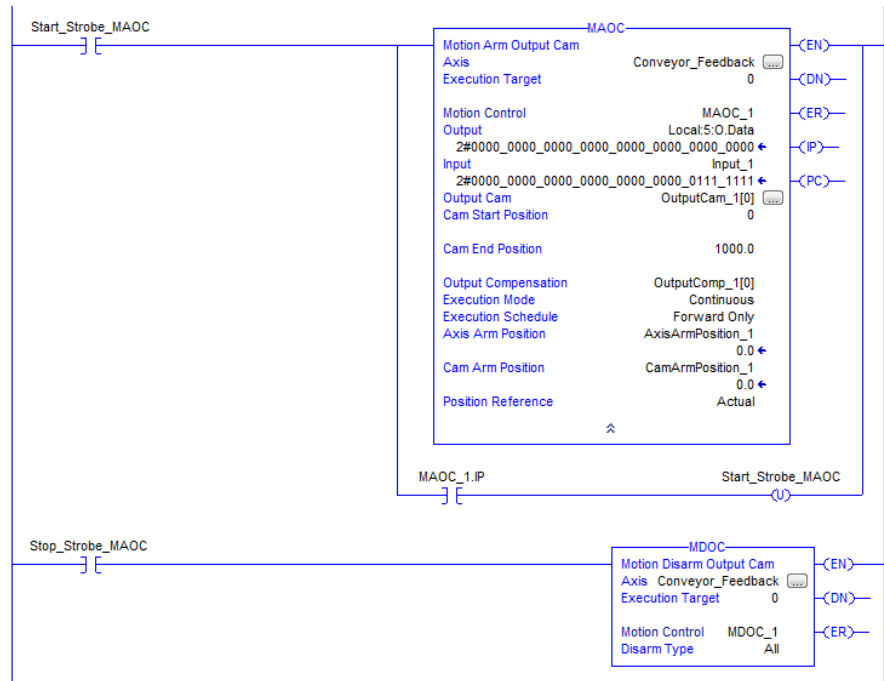 Start_Strobe_MAOC
MAOC
Motion Arm Output Cam
Axis Conveyor_Feedback ...
Execution Target 0
Motion Control MAOC_1
Output Local:5:O.Data
2#0000_0000_0000_0000_0000_0000_0000_0000
Input Input_1
2#0000_0000_0000_0000_0000_0000_0111_1111
Output Cam OutputCam_1[0] ...
Cam Start Position 0
Cam End Position 1000.0
Output Compensation OutputComp_1[0]
Execution Mode Continuous
Execution Schedule Forward Only
Axis Arm Position AxisArmPosition_1
0.0
Cam Arm Position CamArmPosition_1
0.0
Position Reference Actual
EN
DN
ER
IP
PC
MAOC_1.IP
Start_Strobe_MAOC
U
Stop_Strobe_MAOC
MDOC
Motion Disarm Output Cam
Axis Conveyor_Feedback ...
Execution Target 0
Motion Control MDOC_1
Disarm Type All
EN
DN
ER